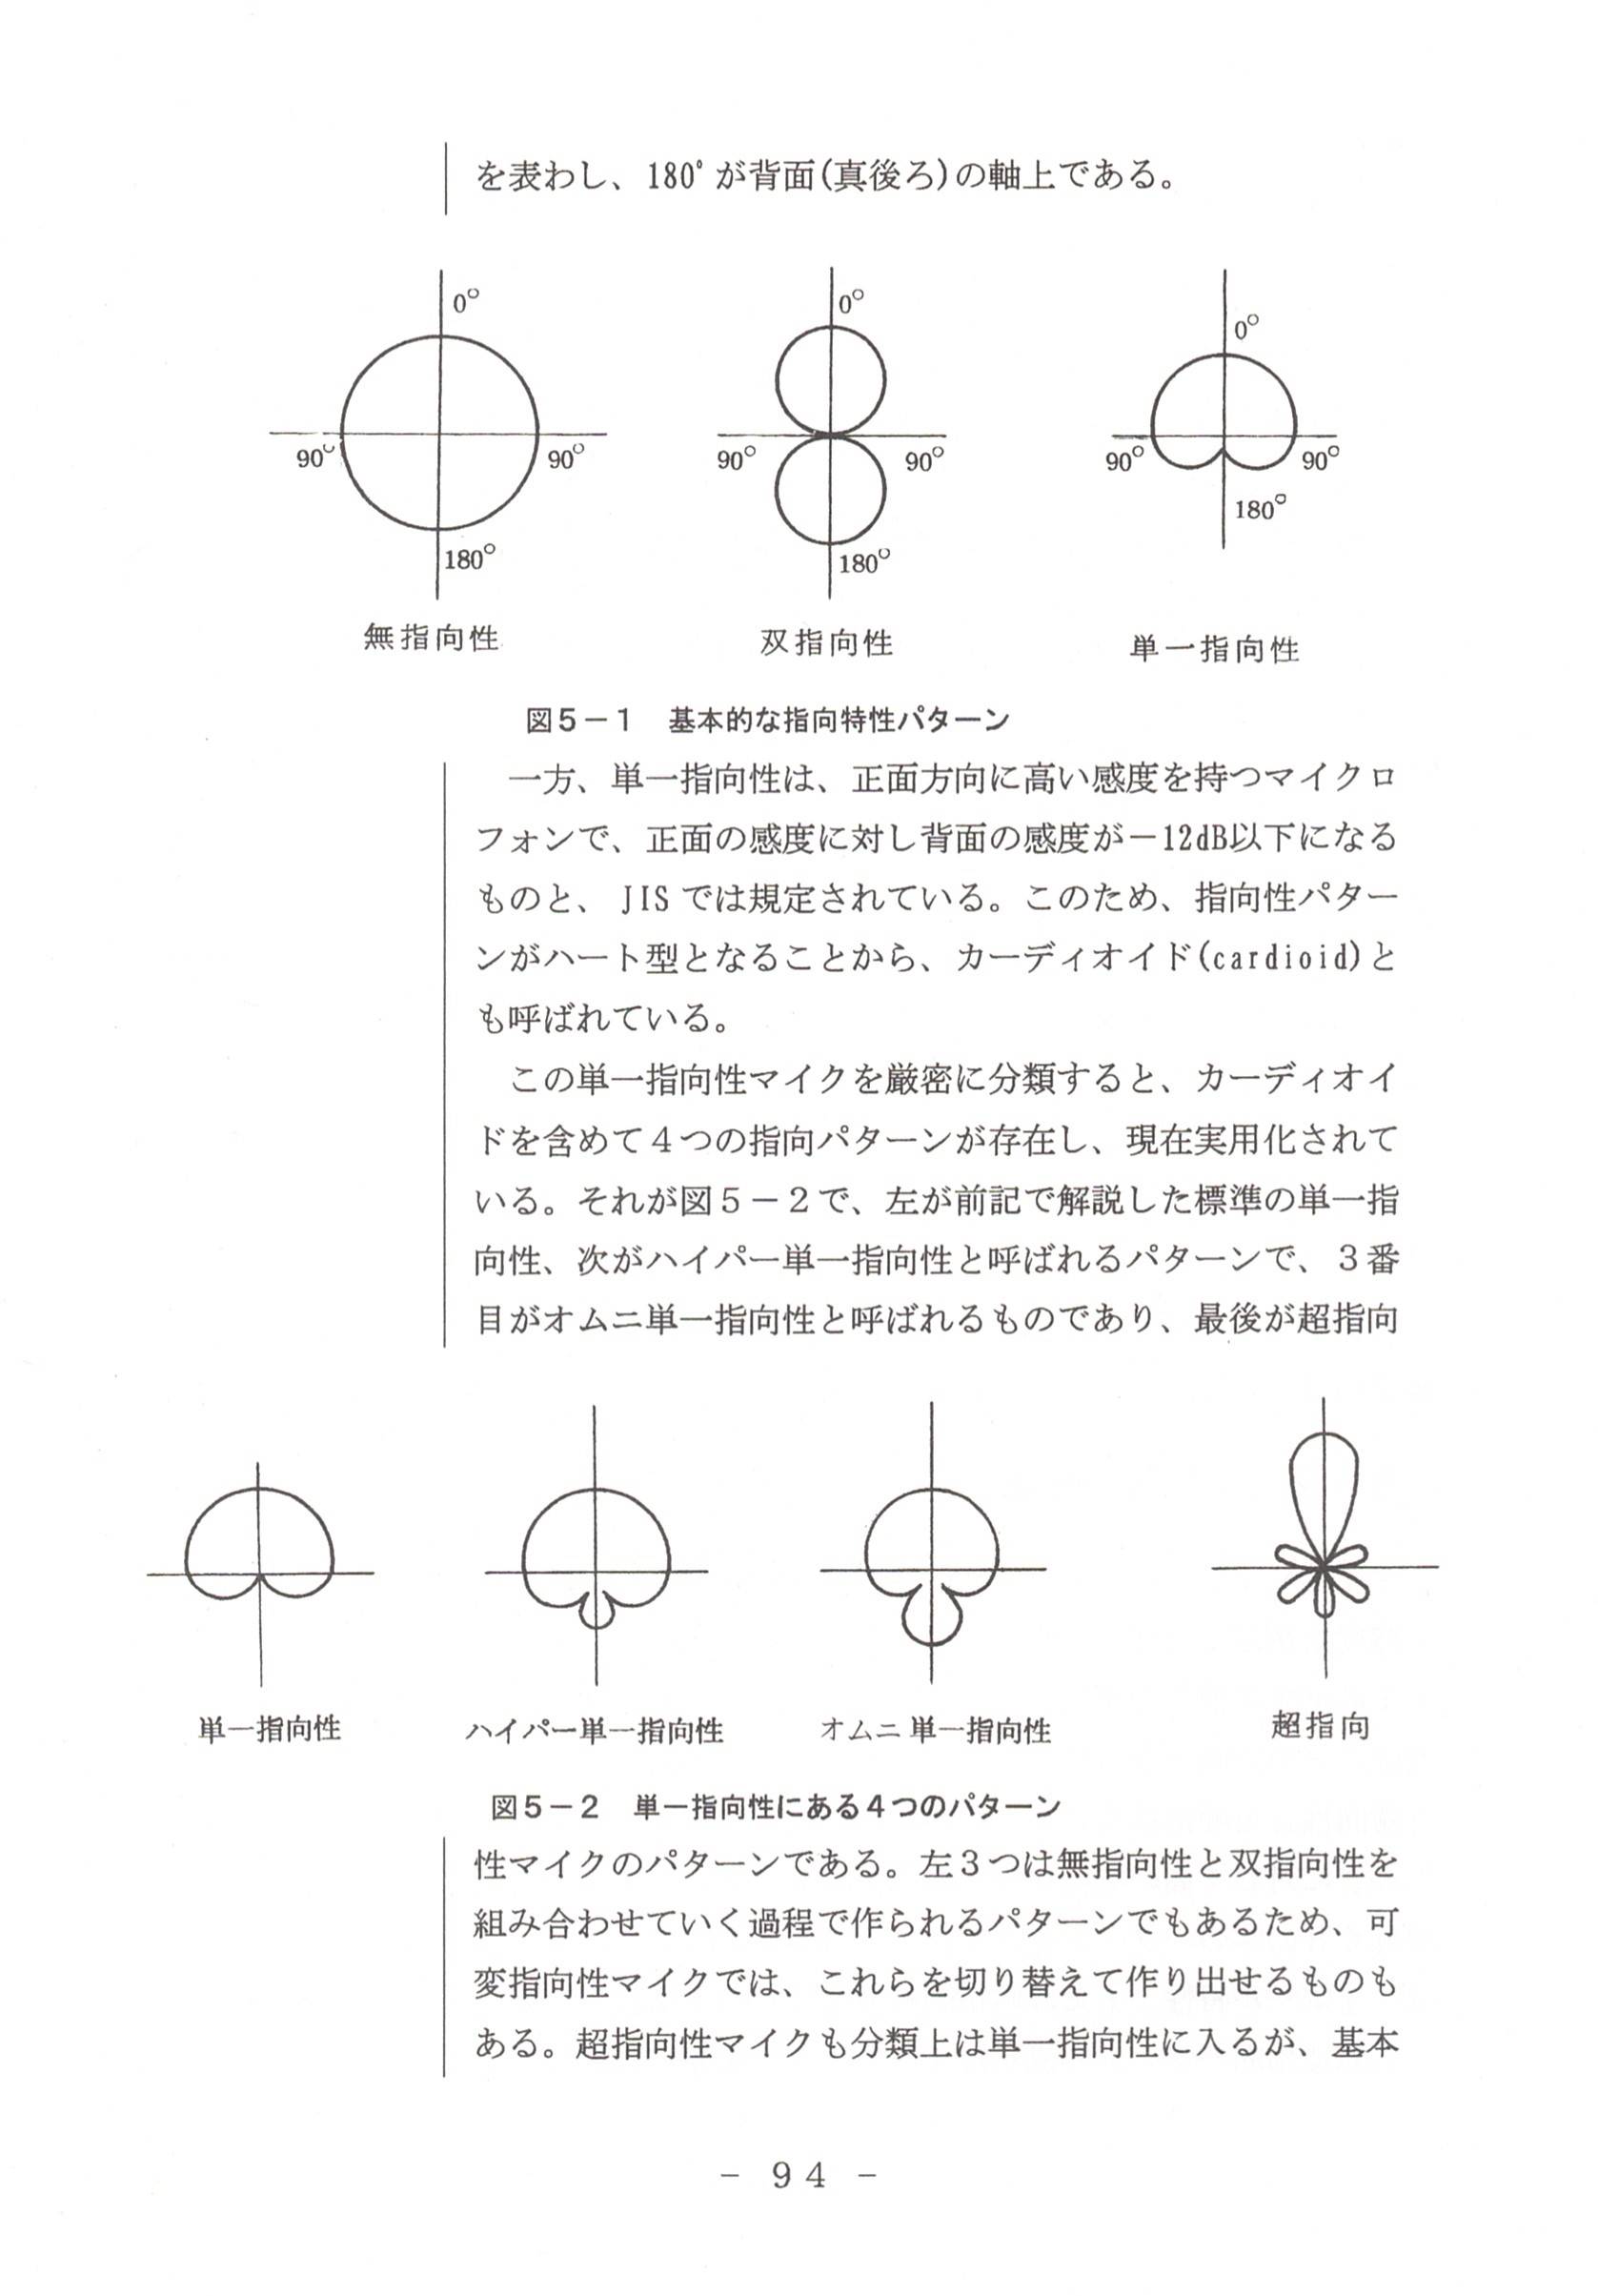 を表わし、180°が背面(真後ろ)の軸上である。
0° 0° 0°
90° 90° 90° 90° 90° 90°
180° 180° 180°
無指向性 双指向性 単一指向性
図5-1 基本的な指向特性パターン
一方、単一指向性は、正面方向に高い感度を持つマイクロ
フォンで、正面の感度に対し背面の感度が-12dB以下になる
ものと、JISでは規定されている。このため、指向性パター
ンがハート型となることから、カーディオイド(cardioid)と
も呼ばれている。
この単一指向性マイクを厳密に分類すると、カーディオイ
ドを含めて4つの指向パターンが存在し、現在実用化されて
いる。それが図5-2で、左が前記で解説した標準の単一指
向性、次がハイパー単一指向性と呼ばれるパターンで、3番
目がオムニ単一指向性と呼ばれるものであり、最後が超指向
単一指向性 ハイパー単一指向性 オムニ単一指向性 超指向
図5-2 単一指向性にある4つのパターン
性マイクのパターンである。左3つは無指向性と双指向性を
組み合わせていく過程で作られるパターンでもあるため、可
変指向性マイクでは、これらを切り替えて作り出せるものも
ある。超指向性マイクも分類上は単一指向性に入るが、基本
- 94 -